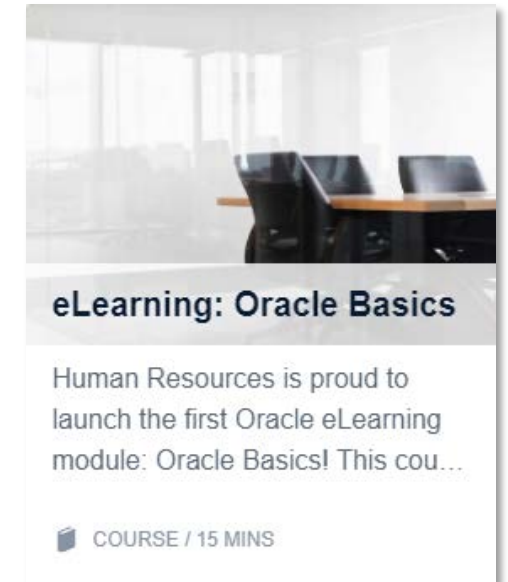 eLearning: Oracle Basics
Human Resources is proud to
launch the first Oracle eLearning
module: Oracle Basics! This cou...
COURSE / 15 MINS